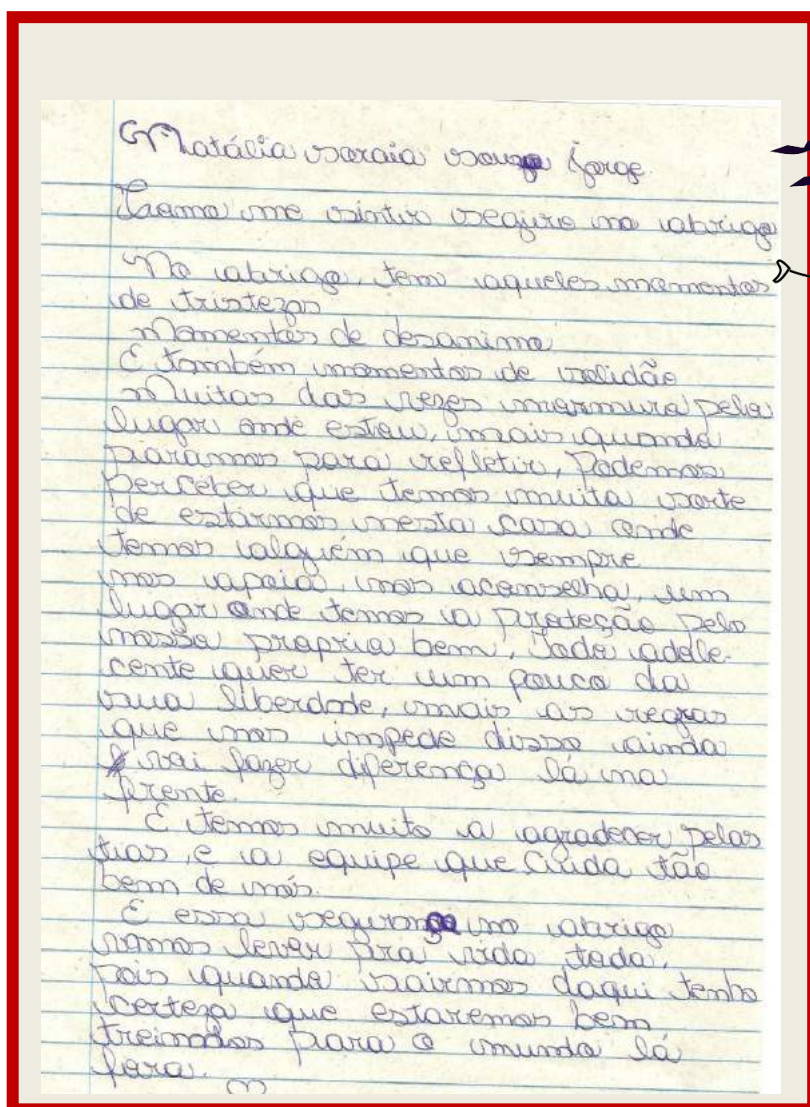 Natália soraia souza Jorge
Como me sintir seguro no abrigo
No abrigo, tem aqueles momentos
de tristezas
Momentos de desanimo
E também momentos de solidão
Muitas das vezes murmura pelo
lugar onde estou, mais quando
paramos para reflétir, Podemos
perceber que temos muita sorte
de estarmos nesta casa onde
temos alguém que sempre
nos apoia, nos aconselha, um
lugar onde temos a proteção pelo
nosso proprio bem, Todo adole-
cente quer ter um pouco da
sua liberdade, mais as regras
que nos impede disso ainda
vai fazer diferença lá na
frente.
E temos muito a agradecer pelas
tias, e a equipe que Cuida tão
bem de nós.
E essa segurança no abrigo
vamos levar pra vida toda,
pois quando sairmos daqui tenho
certeza que estaremos bem
treinados para o mundo lá
fora.